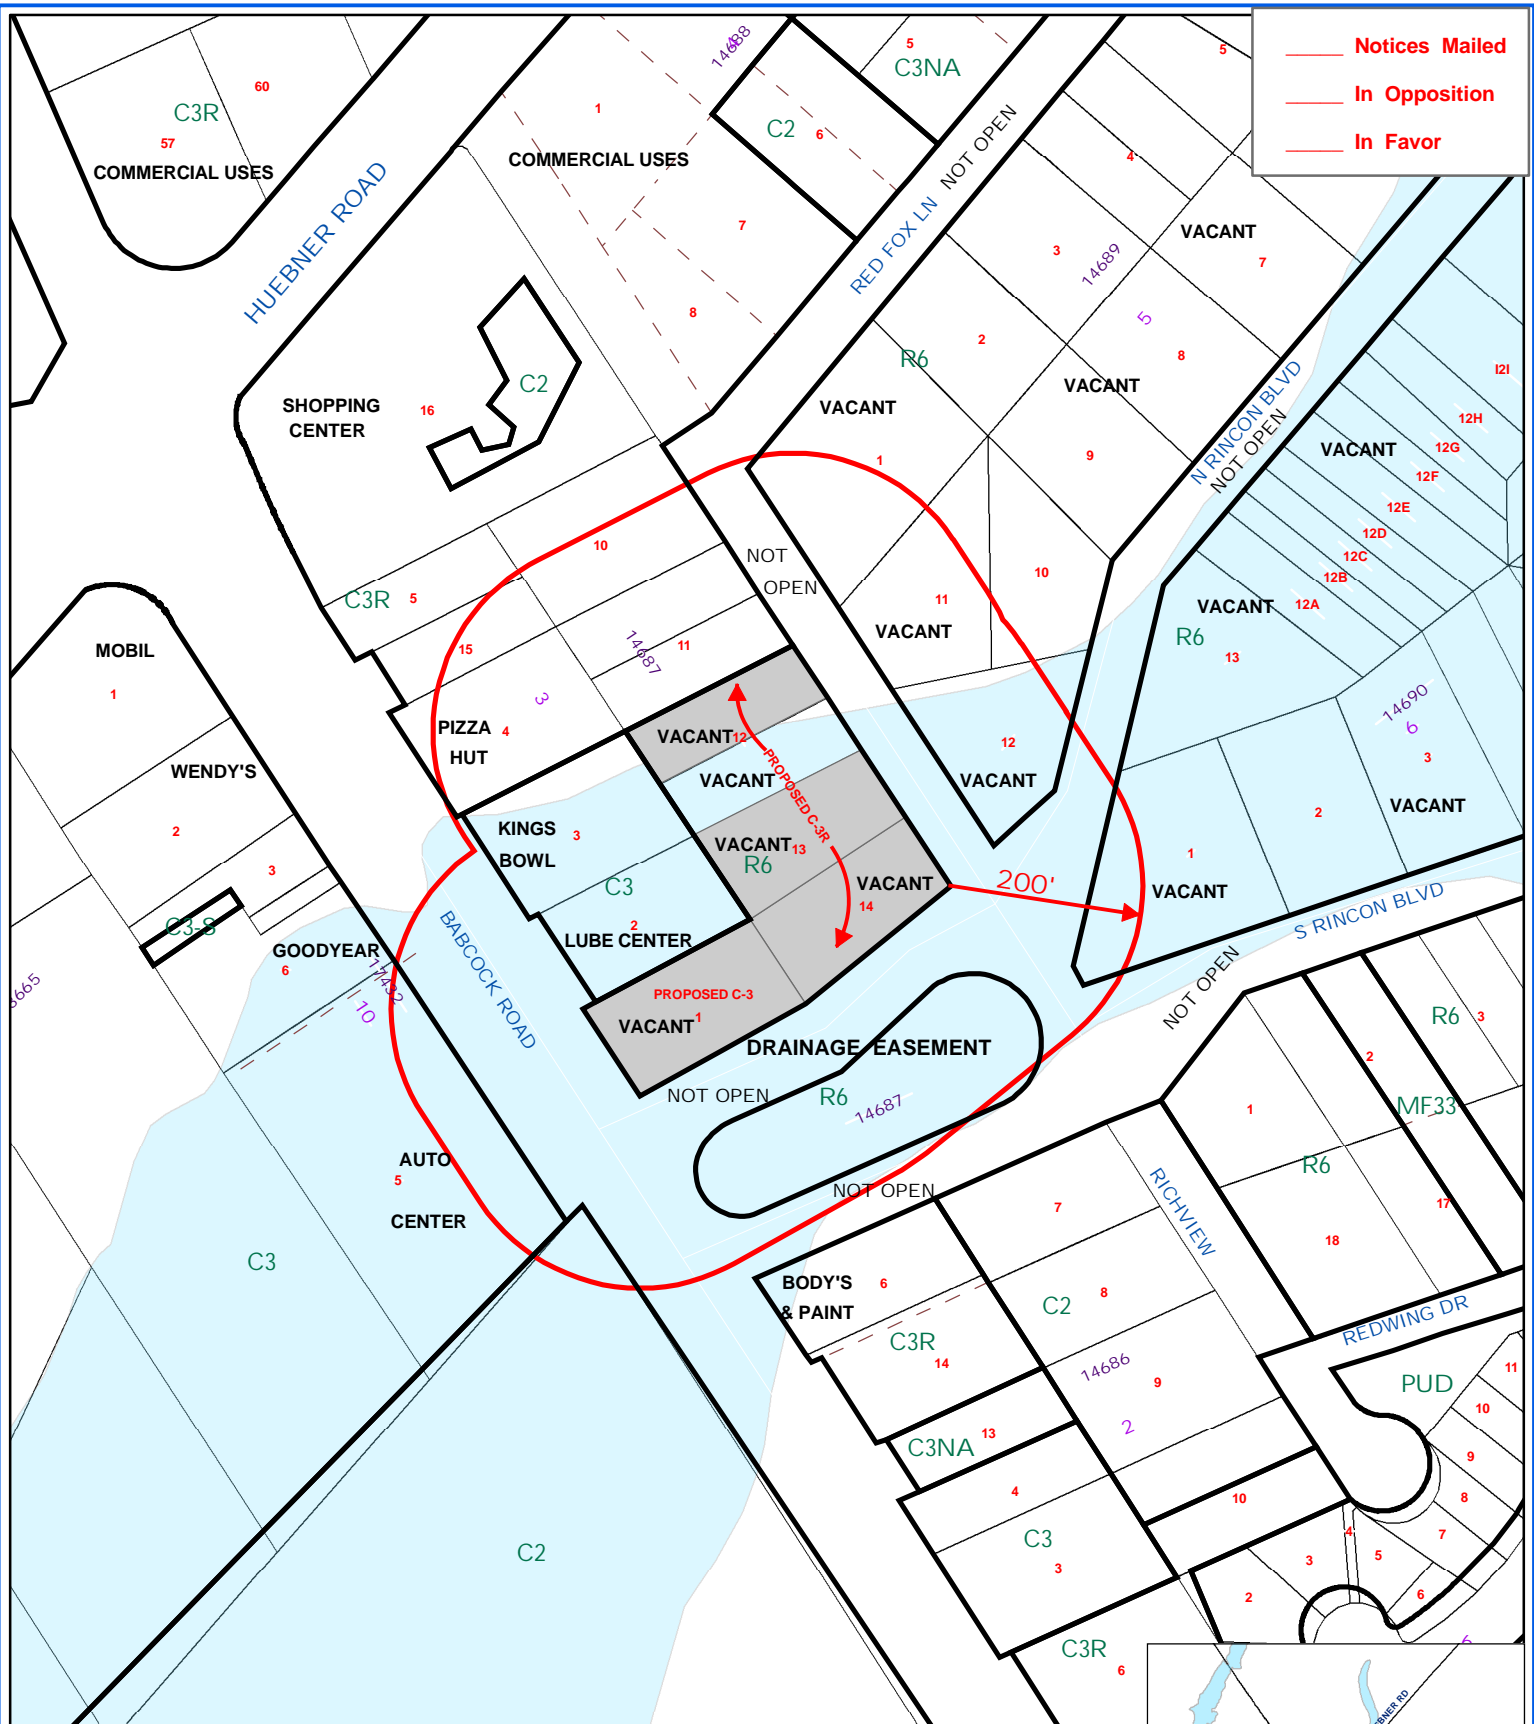 ______ Notices Mailed
______ In Opposition
______ In Favor
60
C3R
57
COMMERCIAL USES
HUEBNER ROAD
1
COMMERCIAL USES
14688
4
5
C3NA
C2
6
7
8
RED FOX LN
NOT OPEN
5
4
3
14689
VACANT
7
5
2
R6
8
VACANT
VACANT
1
9
10
11
VACANT
N RINCON BLVD
NOT OPEN
VACANT
12I
12H
12G
12F
12E
12D
12C
12B
12A
VACANT
R6
13
14690
6
3
VACANT
2
1
VACANT
SHOPPING
CENTER
16
C2
C3R
5
10
15
11
14687
3
NOT
OPEN
PIZZA
HUT
4
VACANT
12
VACANT
PROPOSED C-3R
VACANT
13
R6
VACANT
14
12
VACANT
200'
KINGS
BOWL
3
C3
2
LUBE CENTER
PROPOSED C-3
VACANT
1
MOBIL
1
WENDY'S
2
3
C3-S
GOODYEAR
6
17432
10
BABCOCK ROAD
DRAINAGE EASEMENT
NOT OPEN
R6
14687
NOT OPEN
NOT OPEN
S RINCON BLVD
AUTO
5
CENTER
C3
C2
BODY'S
& PAINT
6
C3R
14
C3NA
13
4
C3
3
C3R
6
7
8
C2
14686
9
2
10
RICHVIEW
1
R6
18
2
MF33
17
R6
3
REDWING DR
PUD
11
10
9
8
7
6
5
4
3
2
6